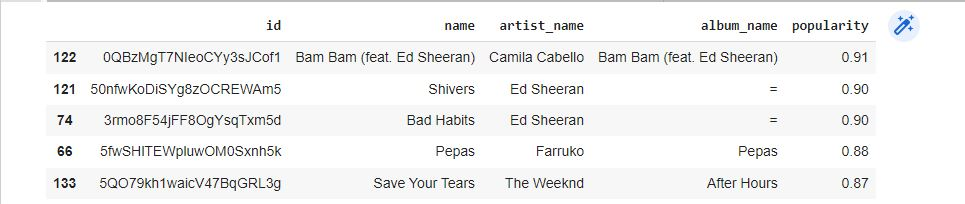 id name artist_name album_name popularity
122 0QBzMgT7NIeoCYy3sJCof1 Bam Bam (feat. Ed Sheeran) Camila Cabello Bam Bam (feat. Ed Sheeran) 0.91
121 50nfwKoDiSYg8zOCREWAm5 Shivers Ed Sheeran = 0.90
74 3rmo8F54jFF8OgYsqTxm5d Bad Habits Ed Sheeran = 0.90
66 5fwSHlTEWpluwOM0Sxnh5k Pepas Farruko Pepas 0.88
133 5QO79kh1waicV47BqGRL3g Save Your Tears The Weeknd After Hours 0.87